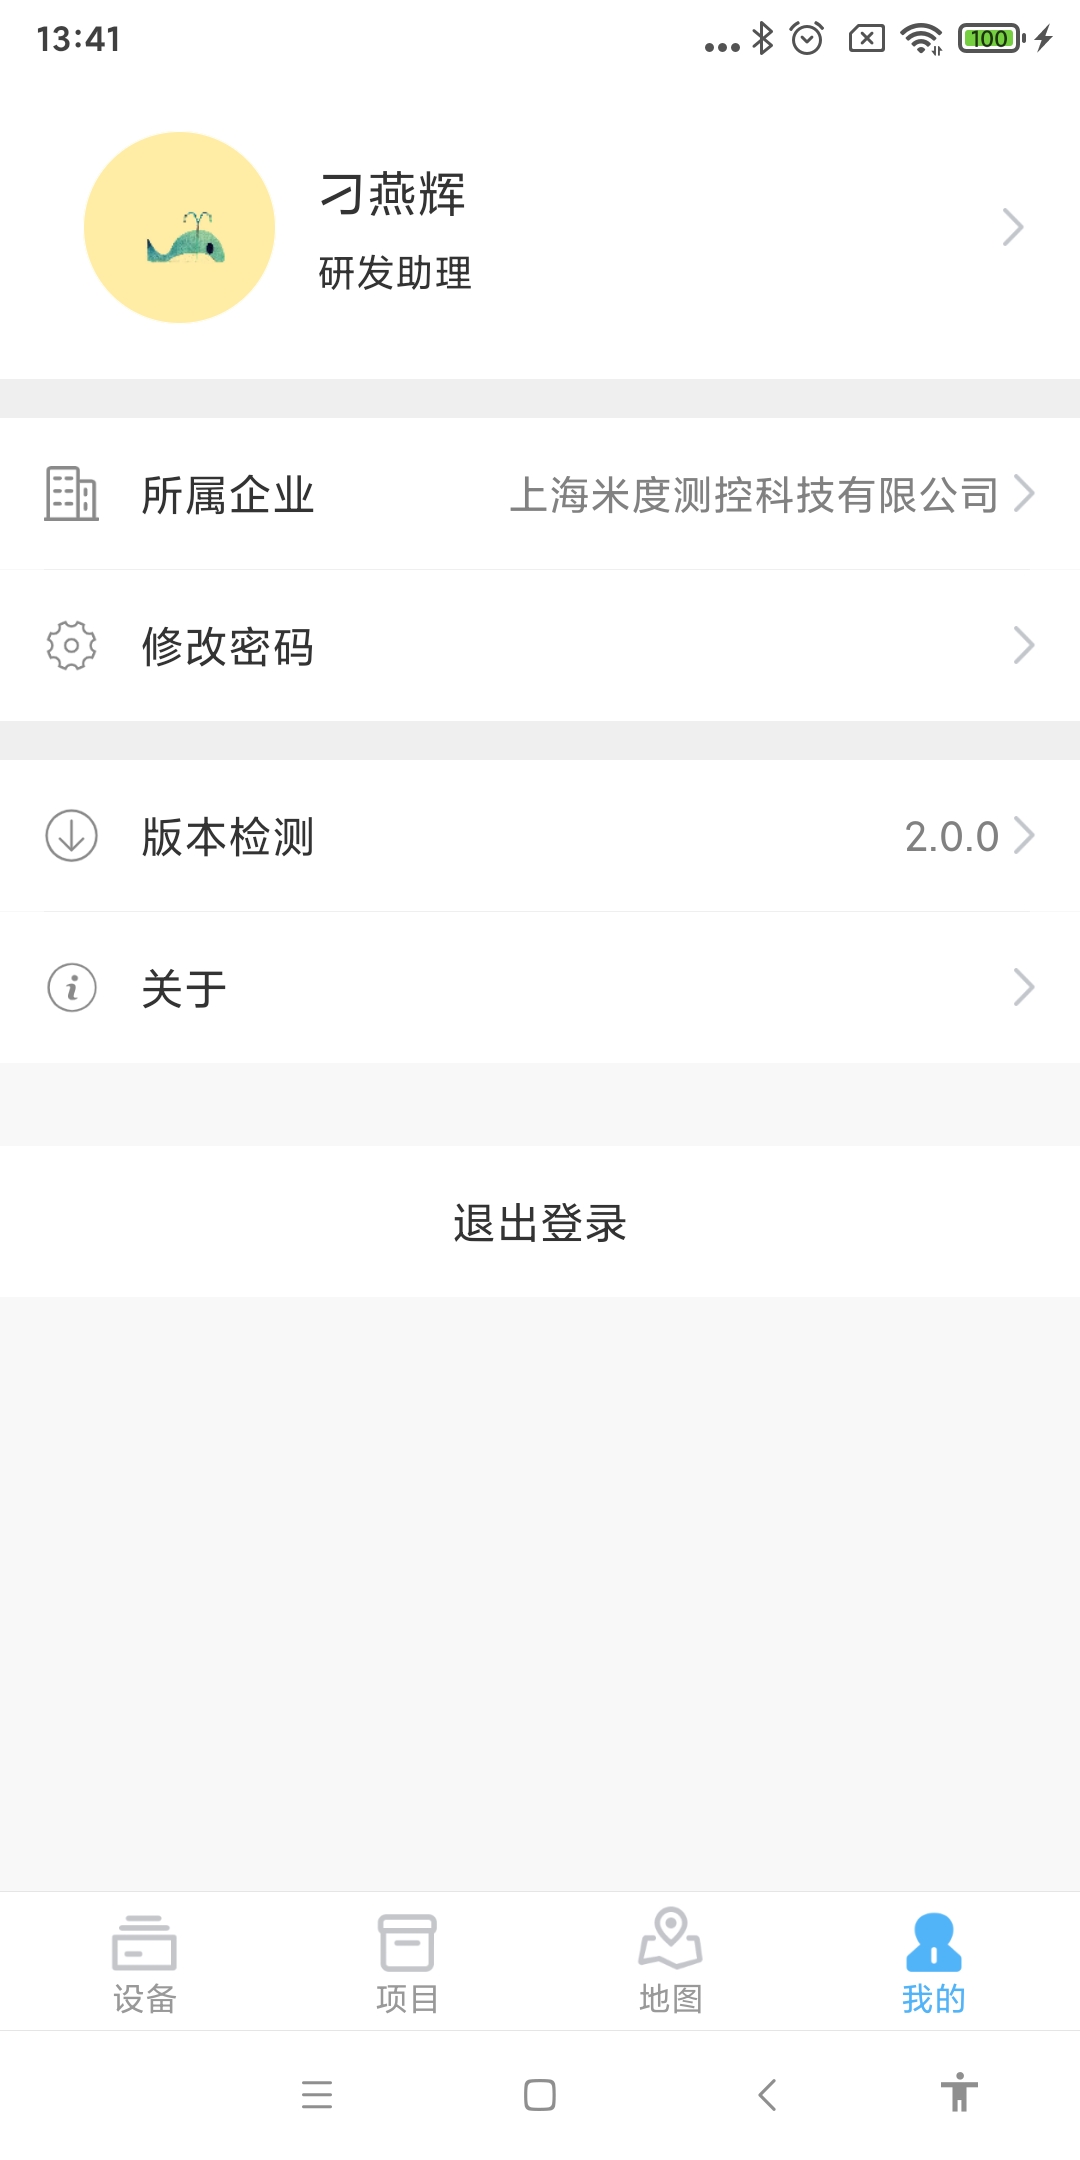 13:41
100
刁燕辉
研发助理
所属企业
上海米度测控科技有限公司
修改密码
版本检测
2.0.0
关于
退出登录
设备
项目
地图
我的